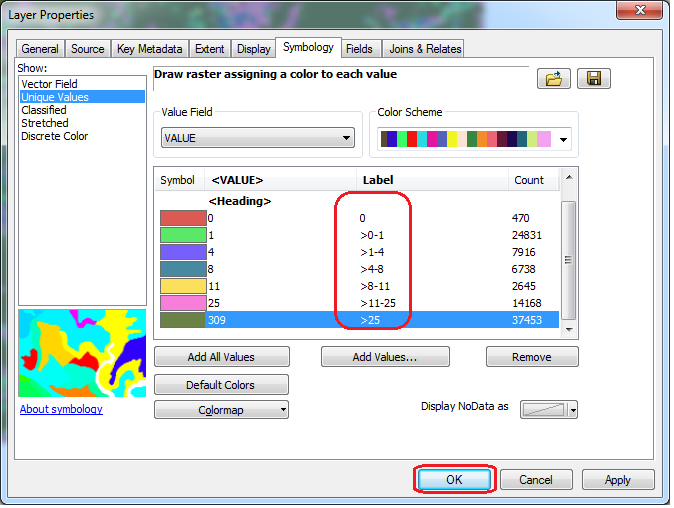 Layer Properties
General Source Key Metadata Extent Display Symbology Fields Joins & Relates
Show:
Vector Field
Unique Values
Classified
Stretched
Discrete Color
Draw raster assigning a color to each value
Value Field
VALUE
Color Scheme
Symbol <VALUE> Label Count
<Heading>
0 0 470
1 >0-1 24831
4 >1-4 7916
8 >4-8 6738
11 >8-11 2645
25 >11-25 14168
309 >25 37453
Add All Values Add Values... Remove
Default Colors
Colormap
Display NoData as
About symbology
OK Cancel Apply